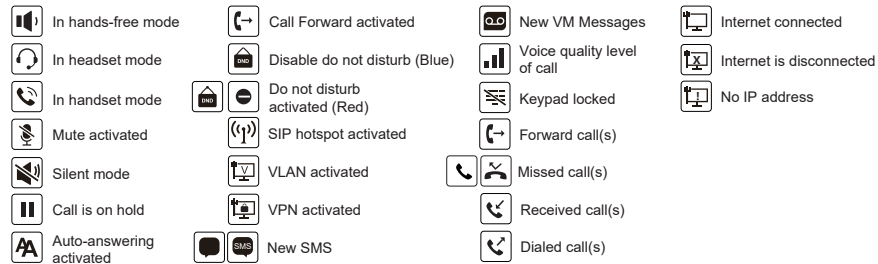 In hands-free mode
In headset mode
In handset mode
Mute activated
Silent mode
Call is on hold
AA
Auto-answering
activated
Call Forward activated
DND
Disable do not disturb (Blue)
DND
Do not disturb
activated (Red)
SIP hotspot activated
V
VLAN activated
VPN activated
SMS
New SMS
New VM Messages
Voice quality level
of call
Keypad locked
Forward call(s)
Missed call(s)
Received call(s)
Dialed call(s)
Internet connected
X
Internet is disconnected
!
No IP address